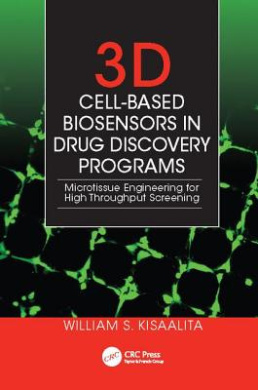 3D
CELL-BASED
BIOSENSORS IN
DRUG DISCOVERY
PROGRAMS
Microtissue Engineering for
High Throughput Screening
WILLIAM S. KISAALITA
CRC
CRC Press
Taylor & Francis Group